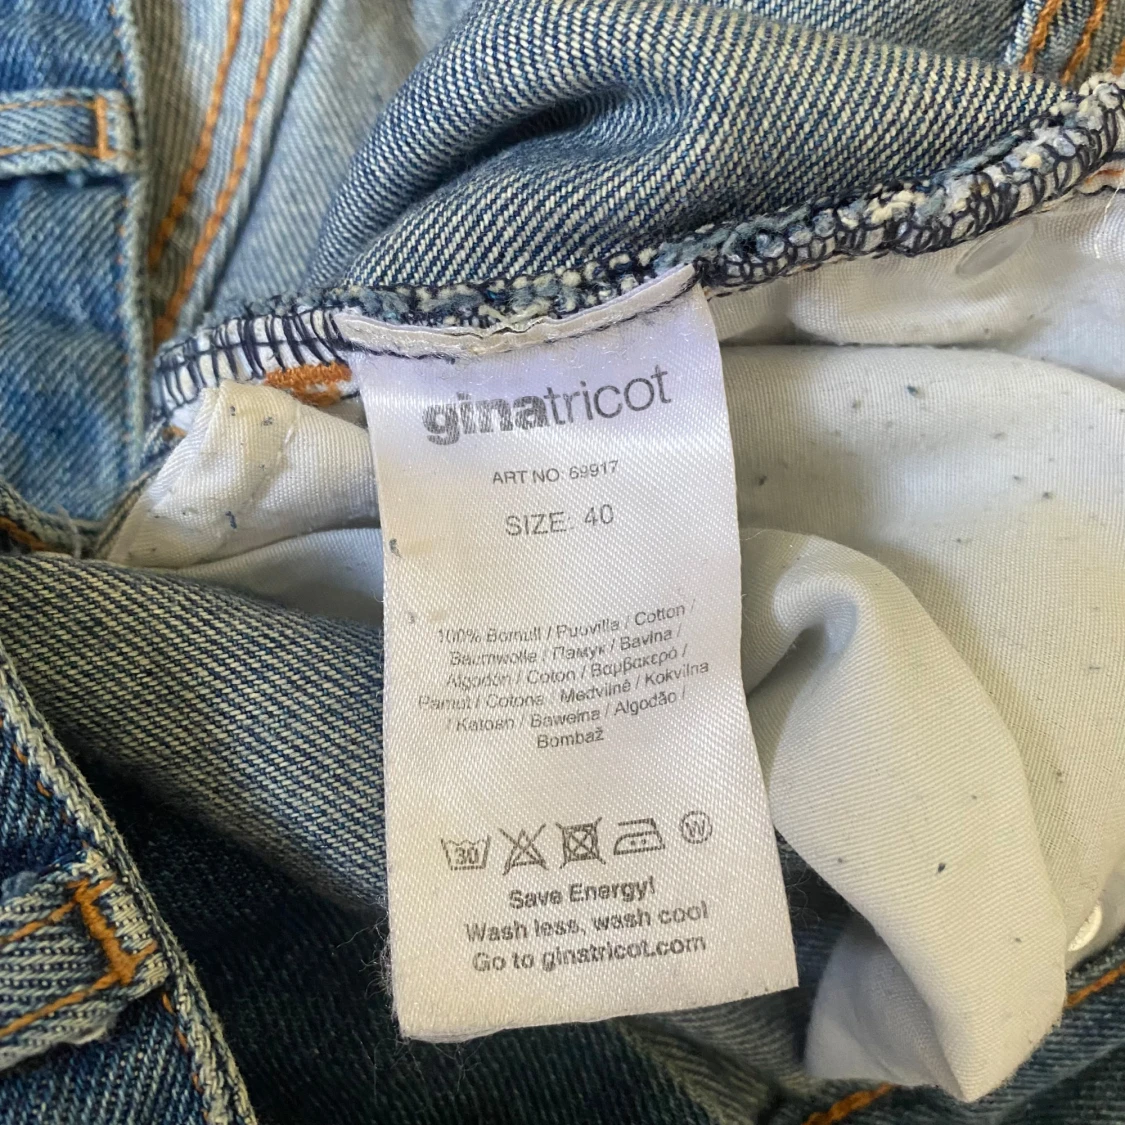 ginatricot
ART NO 69917
SIZE: 40
100% Bomull / Puuvilla / Cotton /
Baumwolle / Памук / Bavlna /
Algodón / Coton / Βαμβακερό /
Pamut / Cotone / Medvilnė / Kokvilna
/ Katoen / Bawełna / Algodão /
Bombaž
30
W
Save Energy!
Wash less, wash cool
Go to ginatricot.com